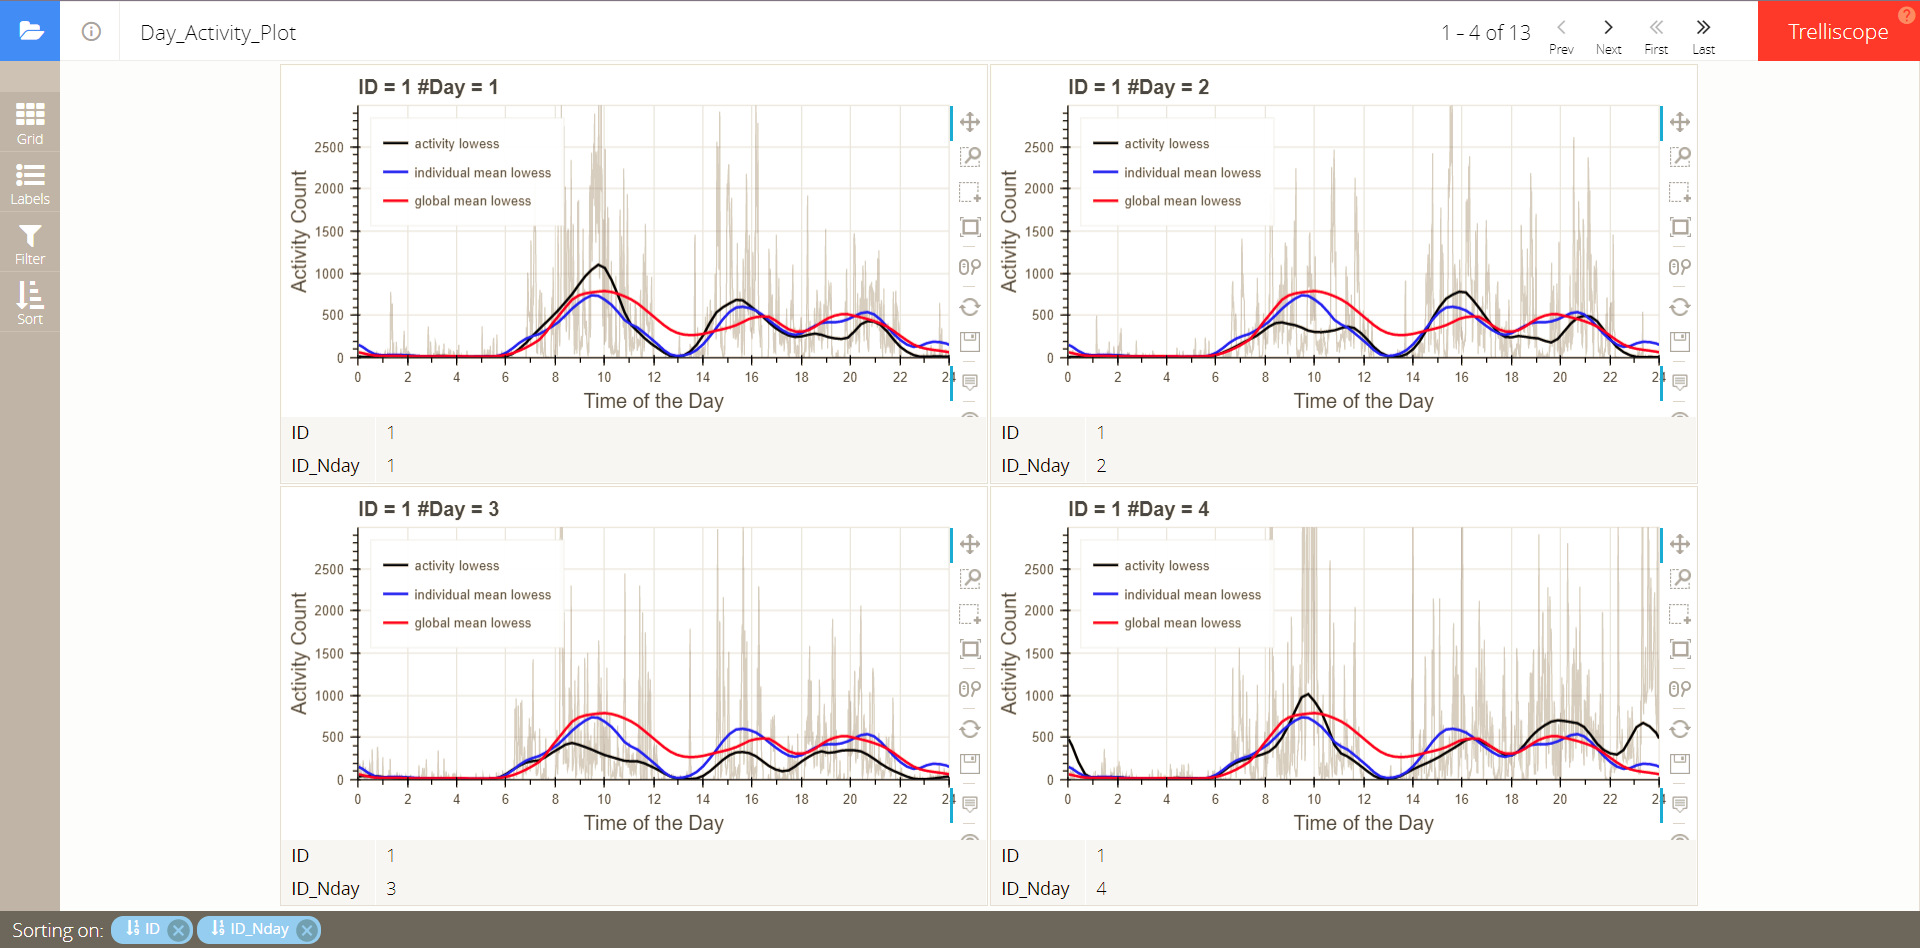 Day_Activity_Plot
1 - 4 of 13
Prev
Next
First
Last
Trelliscope
?
Grid
Labels
Filter
Sort
ID = 1 #Day = 1
activity lowess
individual mean lowess
global mean lowess
Activity Count
2500
2000
1500
1000
500
0
0 2 4 6 8 10 12 14 16 18 20 22 24
Time of the Day
ID 1
ID_Nday 1
ID = 1 #Day = 2
activity lowess
individual mean lowess
global mean lowess
Activity Count
2500
2000
1500
1000
500
0
0 2 4 6 8 10 12 14 16 18 20 22 24
Time of the Day
ID 1
ID_Nday 2
ID = 1 #Day = 3
activity lowess
individual mean lowess
global mean lowess
Activity Count
2500
2000
1500
1000
500
0
0 2 4 6 8 10 12 14 16 18 20 22 24
Time of the Day
ID 1
ID_Nday 3
ID = 1 #Day = 4
activity lowess
individual mean lowess
global mean lowess
Activity Count
2500
2000
1500
1000
500
0
0 2 4 6 8 10 12 14 16 18 20 22 24
Time of the Day
ID 1
ID_Nday 4
Sorting on: ID ID_Nday